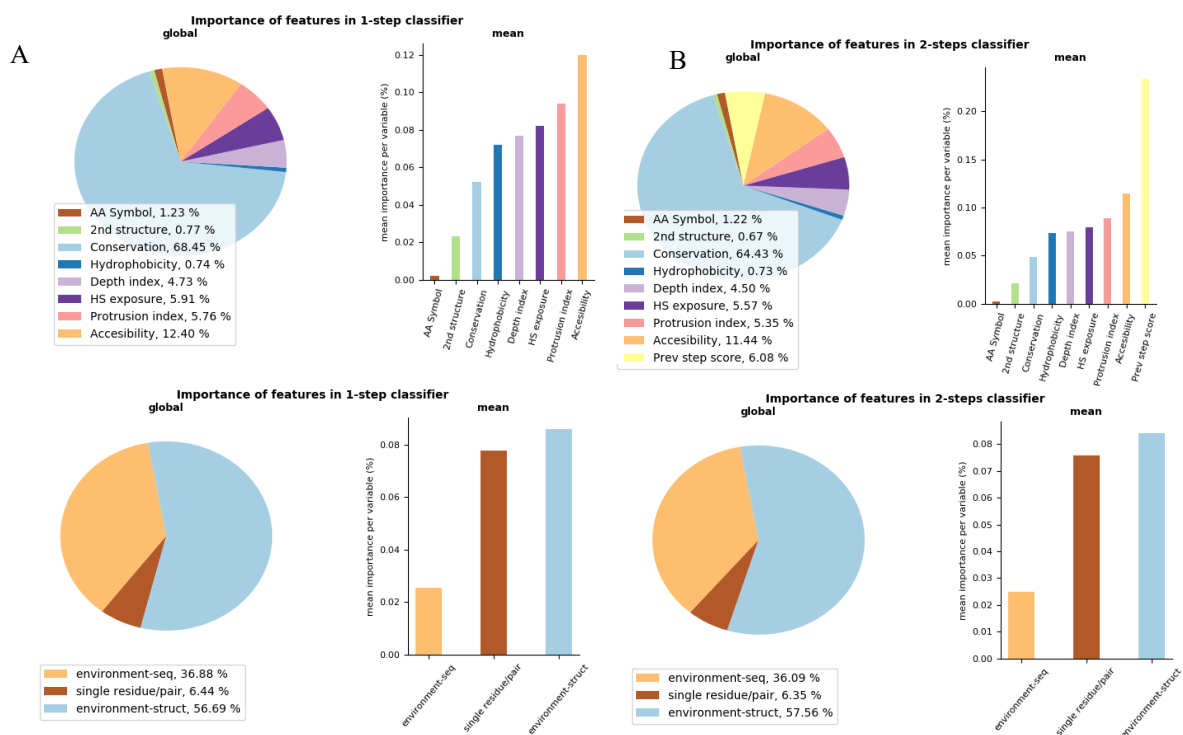 A
Importance of features in 1-step classifier
global
mean
AA Symbol, 1.23 %
2nd structure, 0.77 %
Conservation, 68.45 %
Hydrophobicity, 0.74 %
Depth index, 4.73 %
HS exposure, 5.91 %
Protrusion index, 5.76 %
Accesibility, 12.40 %
mean importance per variable (%)
0.12
0.10
0.08
0.06
0.04
0.02
0.00
AA Symbol
2nd structure
Conservation
Hydrophobicity
Depth index
HS exposure
Protrusion index
Accesibility
B
Importance of features in 2-steps classifier
global
mean
AA Symbol, 1.22 %
2nd structure, 0.67 %
Conservation, 64.43 %
Hydrophobicity, 0.73 %
Depth index, 4.50 %
HS exposure, 5.57 %
Protrusion index, 5.35 %
Accesibility, 11.44 %
Prev step score, 6.08 %
mean importance per variable (%)
0.20
0.15
0.10
0.05
0.00
AA Symbol
2nd structure
Conservation
Hydrophobicity
Depth index
HS exposure
Protrusion index
Accesibility
Prev step score
Importance of features in 1-step classifier
global
mean
environment-seq, 36.88 %
single residue/pair, 6.44 %
environment-struct, 56.69 %
mean importance per variable (%)
0.08
0.06
0.04
0.02
0.00
environment-seq
single residue/pair
environment-struct
Importance of features in 2-steps classifier
global
mean
environment-seq, 36.09 %
single residue/pair, 6.35 %
environment-struct, 57.56 %
mean importance per variable (%)
0.08
0.07
0.06
0.05
0.04
0.03
0.02
0.01
0.00
environment-seq
single residue/pair
environment-struct